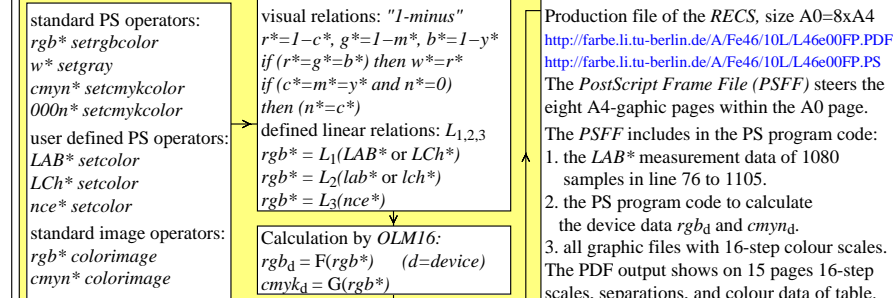 standard PS operators:
rgb* setrgbcolor
w* setgray
cmyn* setcmykcolor
000n* setcmykcolor
user defined PS operators:
LAB* setcolor
LCh* setcolor
nce* setcolor
standard image operators:
rgb* colorimage
cmyn* colorimage
visual relations: "1-minus"
r*=1−c*, g*=1−m*, b*=1−y*
if (r*=g*=b*) then w*=r*
if (c*=m*=y* and n*=0)
then (n*=c*)
defined linear relations: L1,2,3
rgb* = L1(LAB* or LCh*)
rgb* = L2(lab* or lch*)
rgb* = L3(nce*)
Calculation by OLM16:
rgbd = F(rgb*) (d=device)
cmykd = G(rgb*)
Production file of the RECS, size A0=8xA4
http://farbe.li.tu-berlin.de/A/Fe46/10L/L46e00FP.PDF
http://farbe.li.tu-berlin.de/A/Fe46/10L/L46e00FP.PS
The PostScript Frame File (PSFF) steers the
eight A4-gaphic pages within the A0 page.
The PSFF includes in the PS program code:
1. the LAB* measurement data of 1080
samples in line 76 to 1105.
2. the PS program code to calculate
the device data rgbd and cmynd.
3. all graphic files with 16-step colour scales.
The PDF output shows on 15 pages 16-step
scales, separations, and colour data of table.